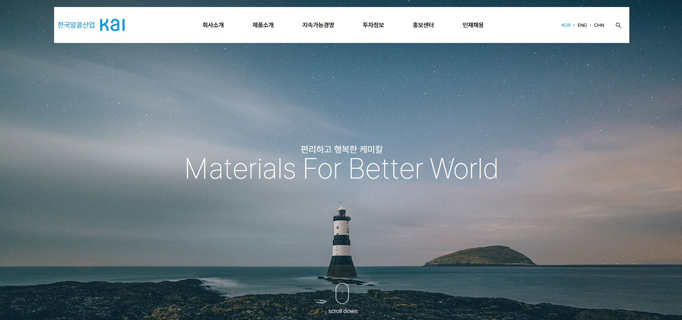 한국알콜산업 KAI
회사소개 제품소개 지속가능경영 투자정보 홍보센터 인재채용
KOR | ENG | CHN
편리하고 행복한 케미칼
Materials For Better World
scroll down